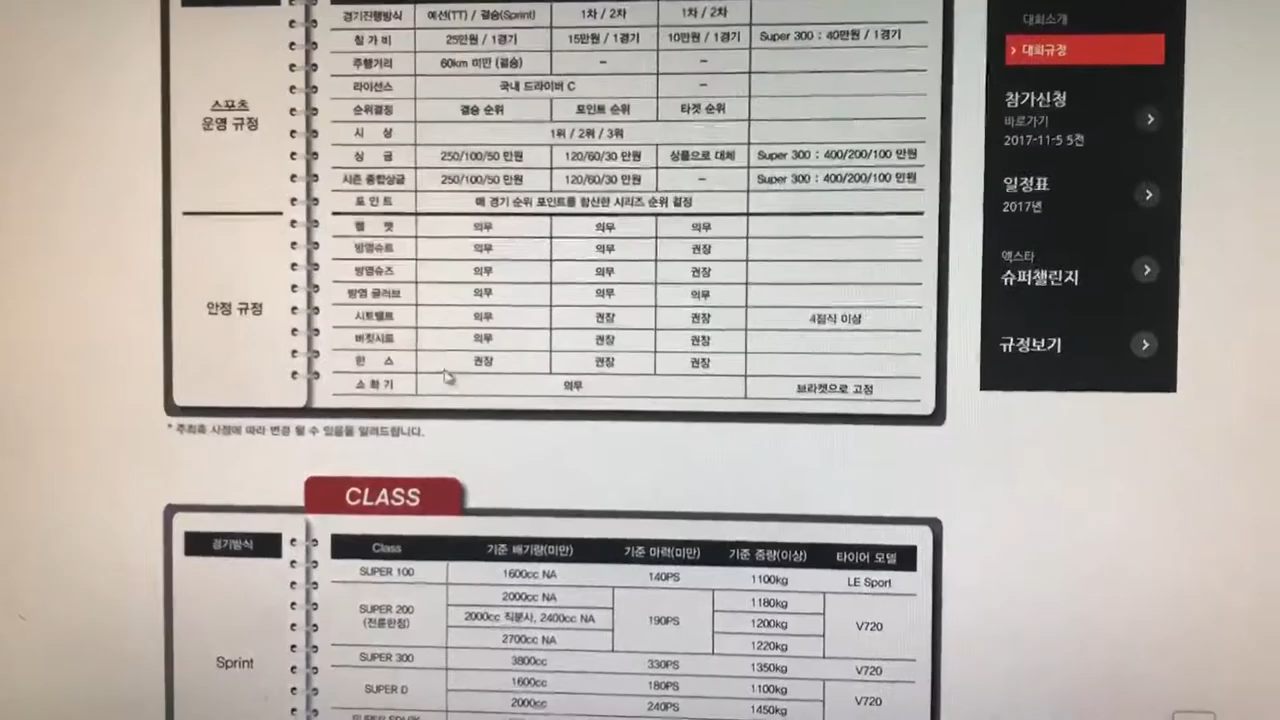 경기진행방식 예선(TT) / 결승(Sprint) 1차 / 2차 1차 / 2차
참 가 비 25만원 / 1경기 15만원 / 1경기 10만원 / 1경기 Super 300 : 40만원 / 1경기
주행거리 60km 미만 (결승) - -
라이선스 국내 드라이버 C -
스포츠
운영 규정
순위결정 결승 순위 포인트 순위 타겟 순위
시 상 1위 / 2위 / 3위
상 금 250/100/50 만원 120/60/30 만원 상품으로 대체 Super 300 : 400/200/100 만원
시즌 종합상금 250/100/50 만원 120/60/30 만원 - Super 300 : 400/200/100 만원
포 인 트 매 경기 순위 포인트를 합산한 시리즈 순위 결정
안정 규정
헬 멧 의무 의무 의무
방염슈트 의무 의무 권장
방염슈즈 의무 의무 권장
방염 글러브 의무 의무 의무
시트벨트 의무 권장 권장 4점식 이상
버킷시트 의무 권장 권장
한 스 권장 권장 권장
소 화 기 의무 브라켓으로 고정
* 주최측 사정에 따라 변경 될 수 있음을 알려드립니다.
CLASS
경기방식 Class 기준 배기량(미만) 기준 마력(미만) 기준 중량(이상) 타이어 모델
Sprint
SUPER 100 1600cc NA 140PS 1100kg LE Sport
SUPER 200
(전륜한정)
2000cc NA 1180kg
2000cc 직분사, 2400cc NA 190PS 1200kg V720
2700cc NA 1220kg
SUPER 300 3800cc 330PS 1350kg V720
SUPER D 1600cc 180PS 1100kg V720
2000cc 240PS 1450kg
대회소개
› 대회규정
참가신청
바로가기
2017-11-5 5전
일정표
2017년
엑스타
슈퍼챌린지
규정보기